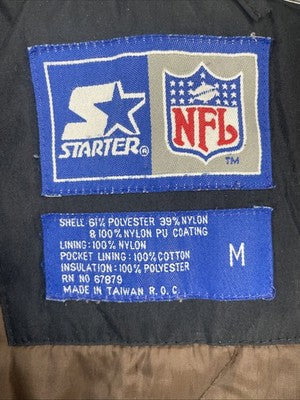 STARTER®
NFL
TM
SHELL 61% POLYESTER 39% NYLON
& 100% NYLON PU COATING
LINING: 100% NYLON
POCKET LINING: 100% COTTON
INSULATION: 100% POLYESTER
RN NO 67879
MADE IN TAIWAN R.O.C.
M